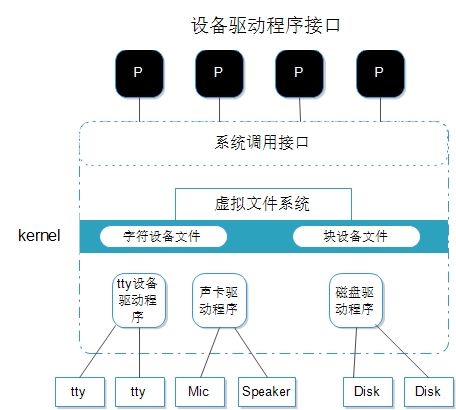 设备驱动程序接口
P P P P
系统调用接口
虚拟文件系统
kernel
字符设备文件 块设备文件
tty设备
驱动程
序
声卡驱
动程序
磁盘驱
动程序
tty tty Mic Speaker Disk Disk